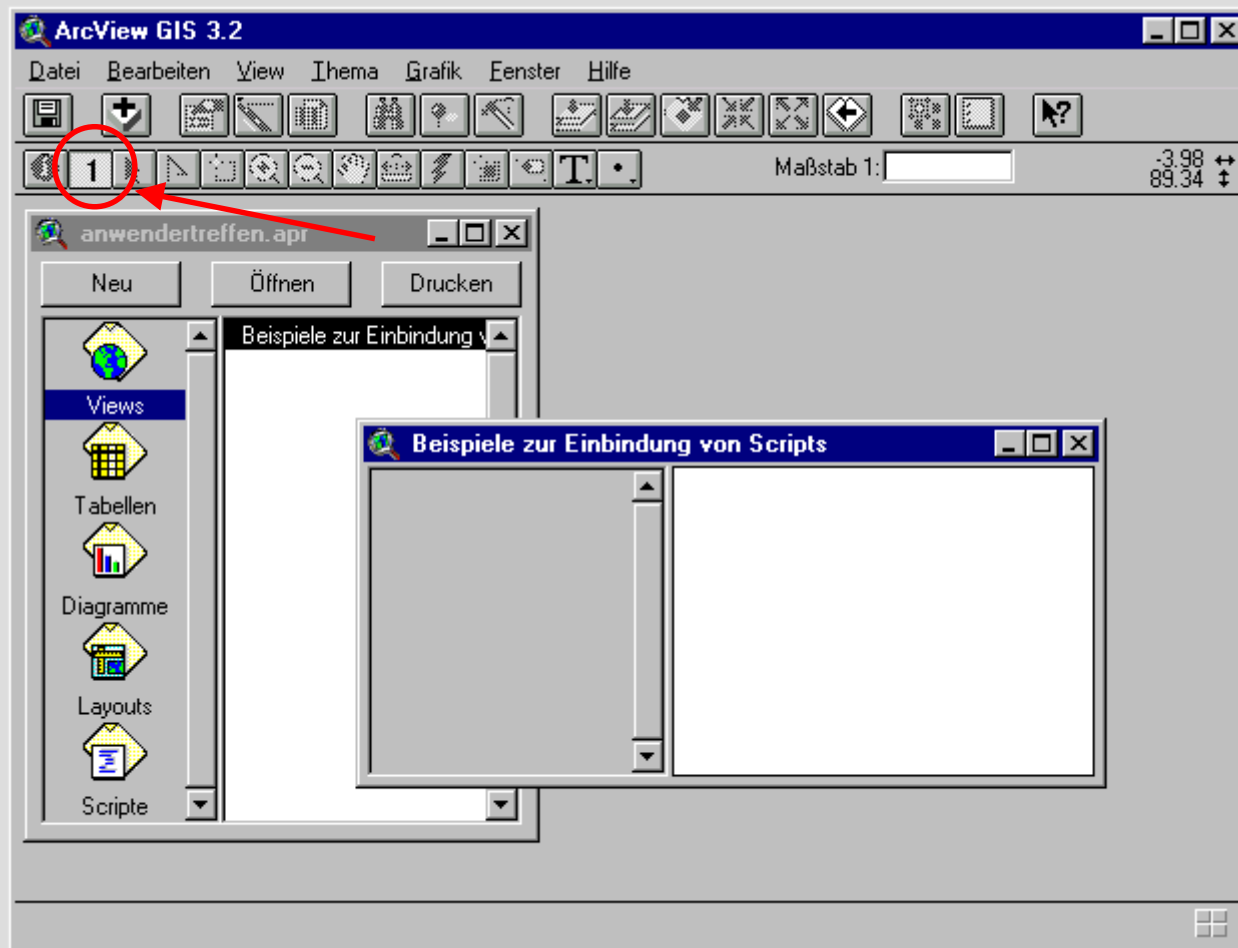 ArcView GIS 3.2
Datei Bearbeiten View Thema Grafik Fenster Hilfe
1 T Maßstab 1: -3.98
89.34
anwendertreffen.apr
Neu Öffnen Drucken
Beispiele zur Einbindung
Views
Beispiele zur Einbindung von Scripts
Tabellen
Diagramme
Layouts
Scripte